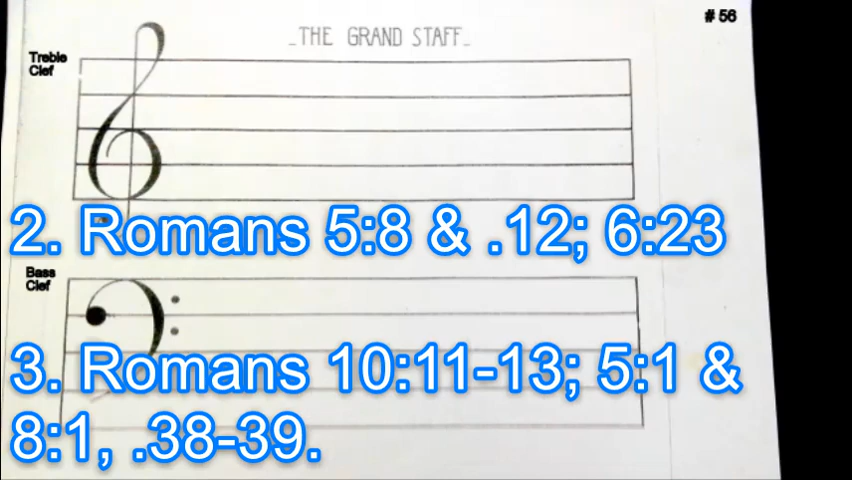 # 56
_THE GRAND STAFF_
Treble
Clef
2. Romans 5:8 & .12; 6:23
Bass
Clef
3. Romans 10:11-13; 5:1 &
8:1, .38-39.